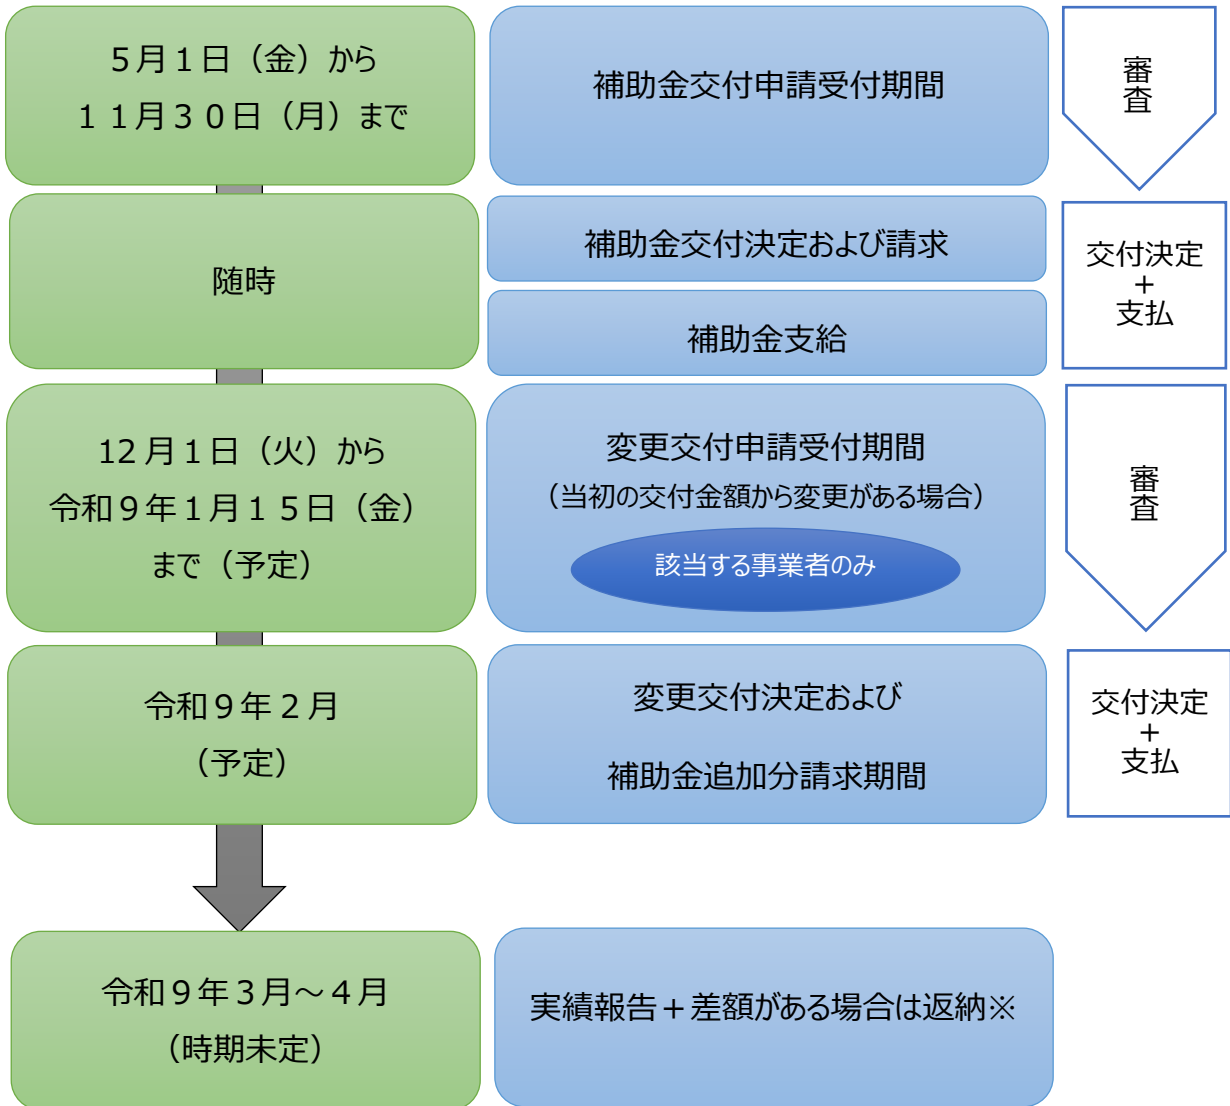 ５月１日（金）から
１１月３０日（月）まで
補助金交付申請受付期間
審査
随時
補助金交付決定および請求
補助金支給
交付決定
＋
支払
12月１日（火）から
令和９年１月１５日（金）
まで（予定）
変更交付申請受付期間
（当初の交付金額から変更がある場合）
該当する事業者のみ
審査
令和９年２月
（予定）
変更交付決定および
補助金追加分請求期間
交付決定
＋
支払
令和９年３月～４月
（時期未定）
実績報告＋差額がある場合は返納※